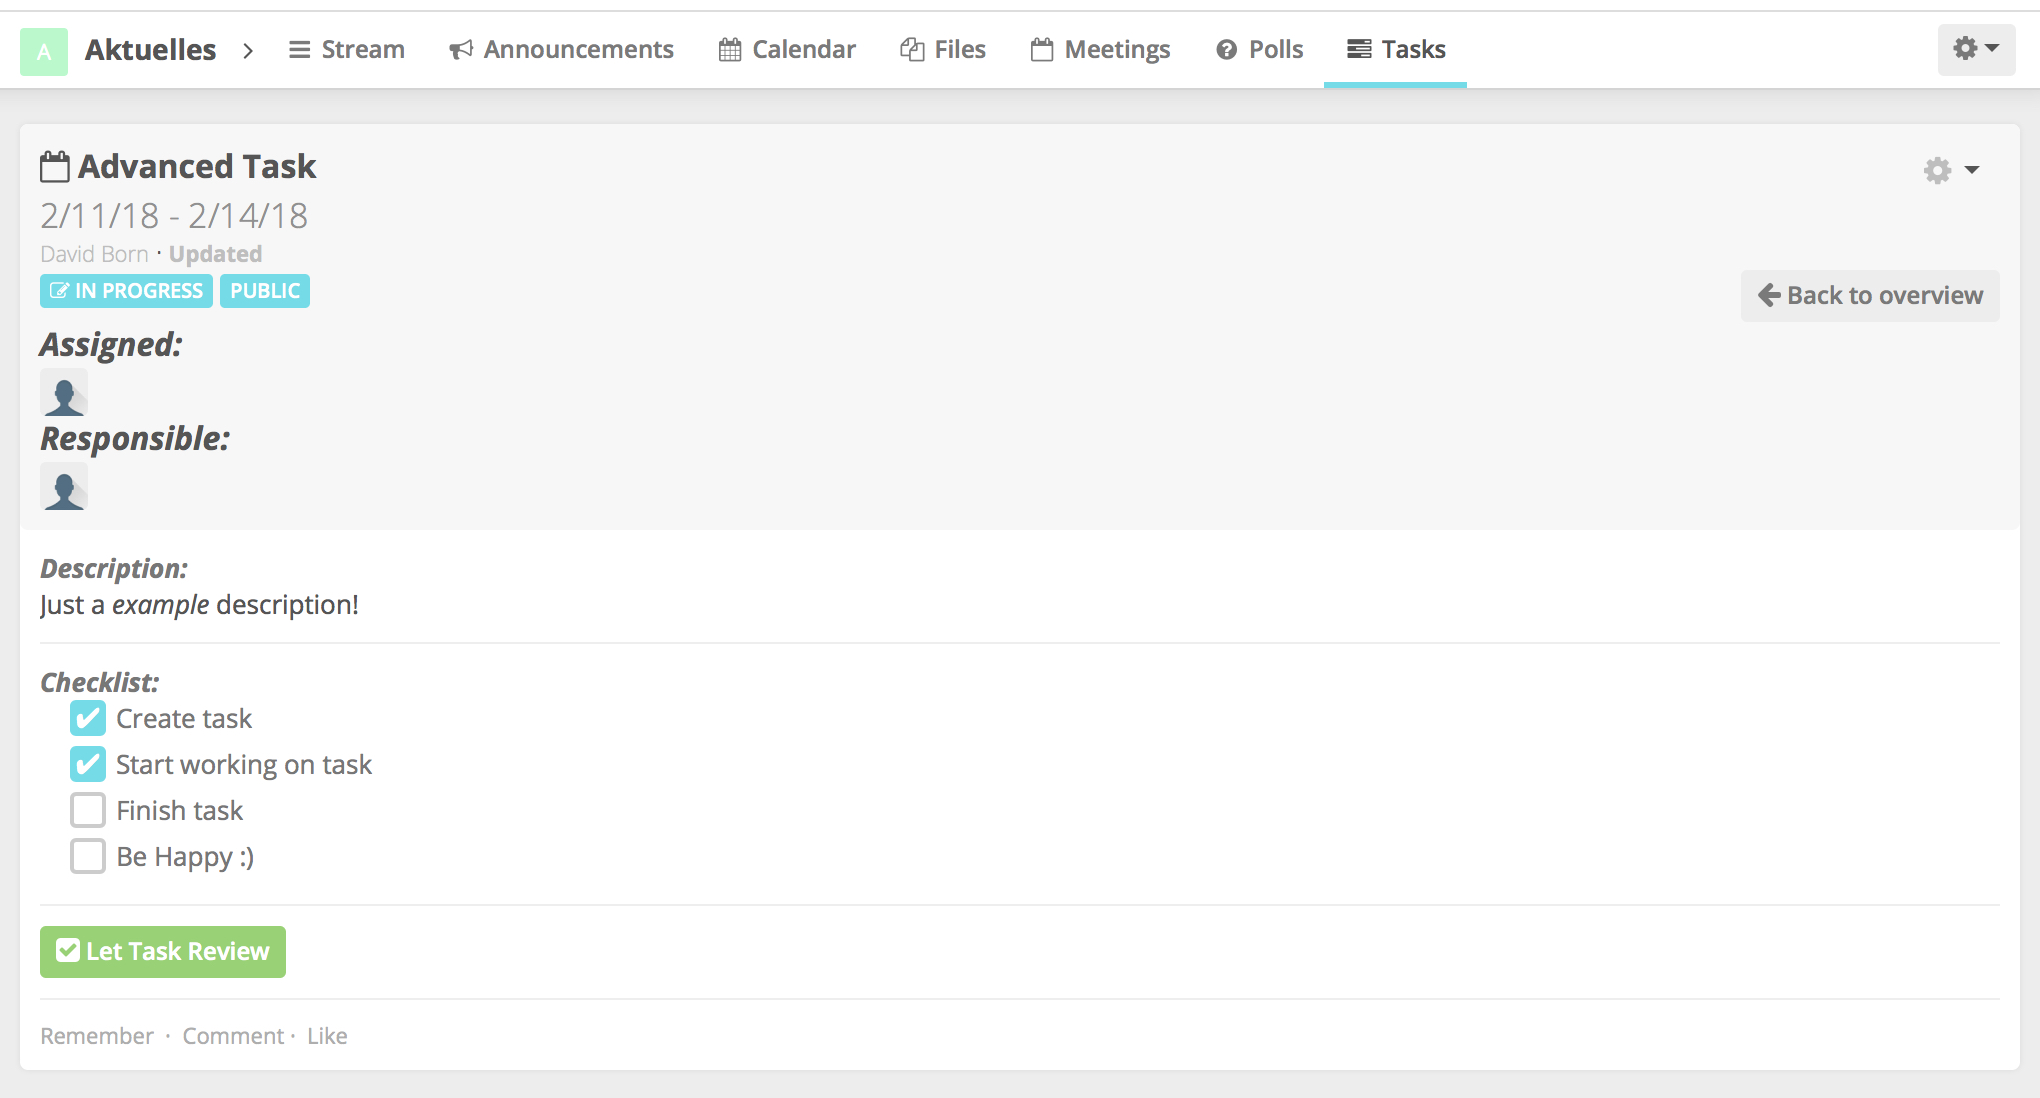 A Aktuelles Stream Announcements Calendar Files Meetings Polls Tasks
Advanced Task
2/11/18 - 2/14/18
David Born · Updated
IN PROGRESS PUBLIC
Back to overview
Assigned:
Responsible:
Description:
Just a example description!
Checklist:
Create task
Start working on task
Finish task
Be Happy :)
Let Task Review
Remember · Comment · Like